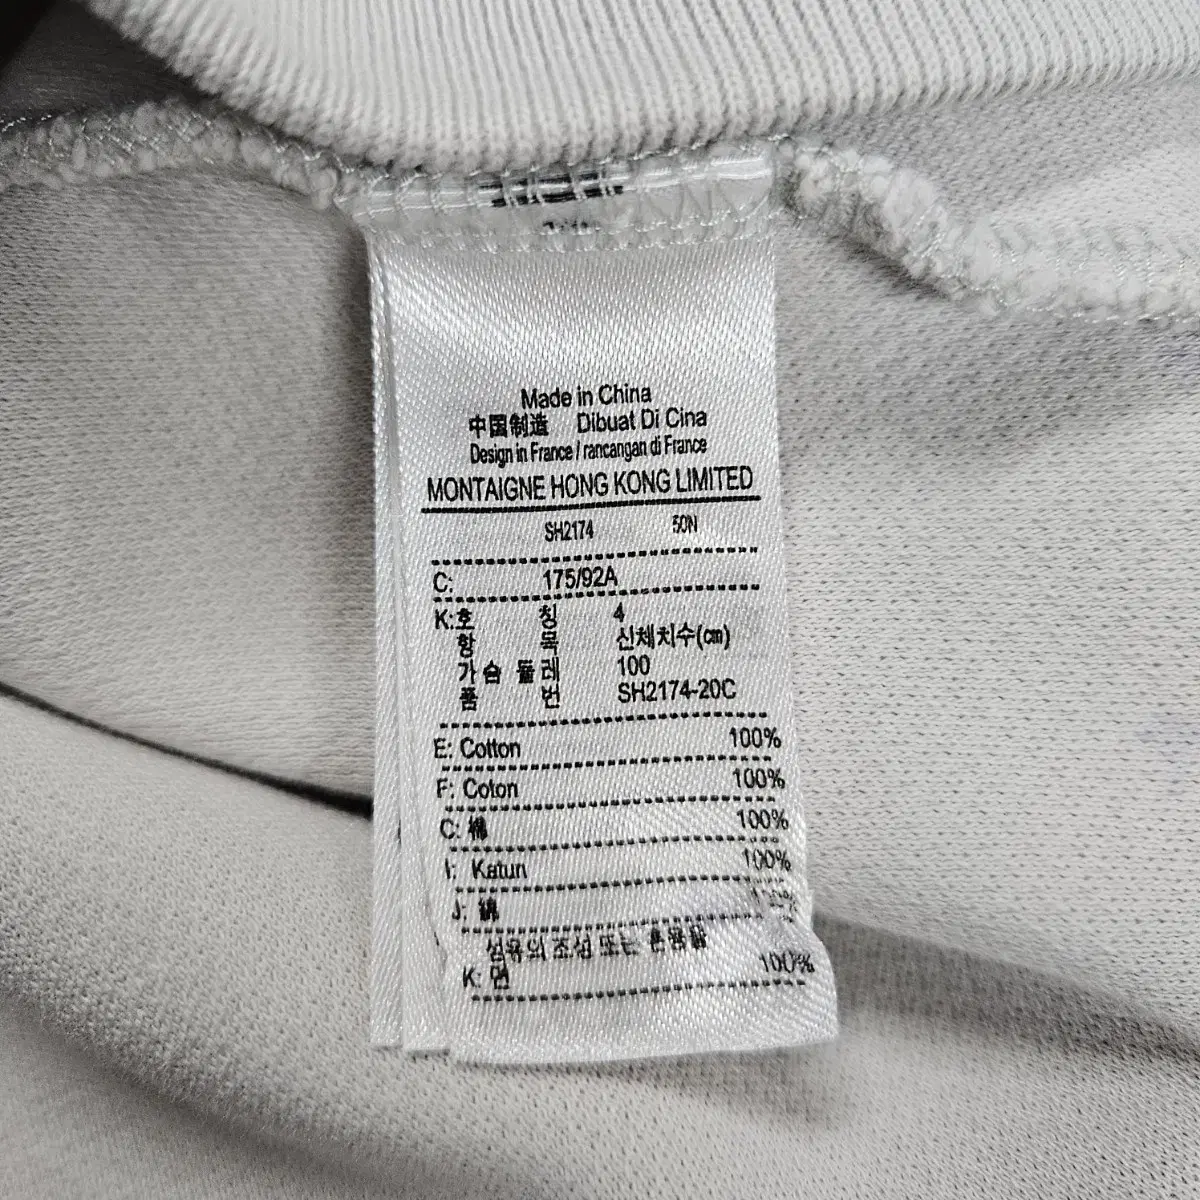 Made in China
中国制造 Dibuat Di Cina
Design in France / rancangan di France
MONTAIGNE HONG KONG LIMITED
SH2174 50N
C: 175/92A
K:호 칭 4
항 목 신체치수(cm)
가슴 둘레 100
품 번 SH2174-20C
E: Cotton 100%
F: Coton 100%
C: 棉 100%
I: Katun 100%
J: 綿 100%
섬유의 조성 또는 혼용율
K: 면 100%